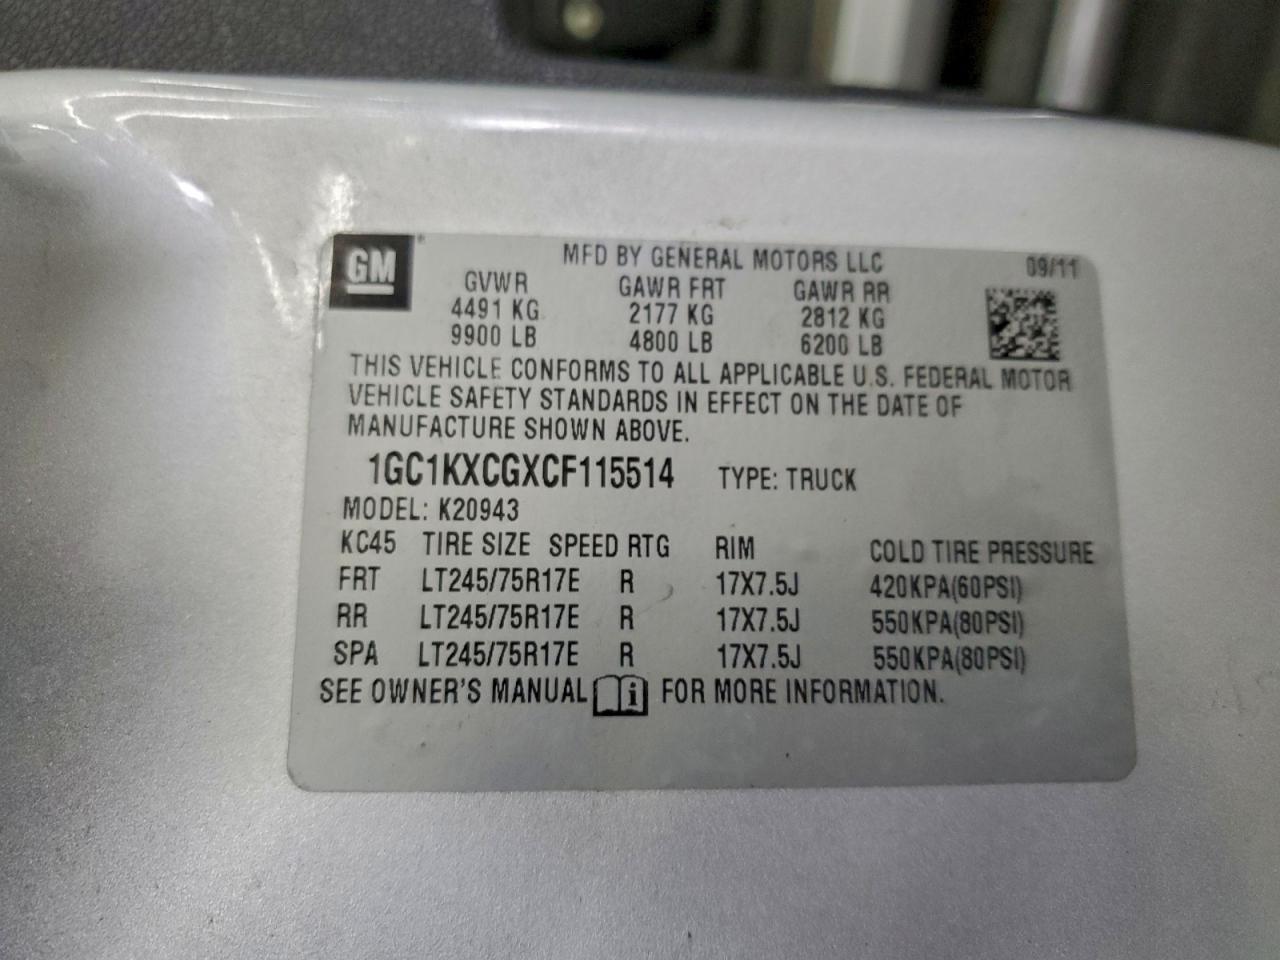 GM
MFD BY GENERAL MOTORS LLC 09/11
GVWR GAWR FRT GAWR RR
4491 KG 2177 KG 2812 KG
9900 LB 4800 LB 6200 LB
THIS VEHICLE CONFORMS TO ALL APPLICABLE U.S. FEDERAL MOTOR
VEHICLE SAFETY STANDARDS IN EFFECT ON THE DATE OF
MANUFACTURE SHOWN ABOVE.
1GC1KXCGXCF115514 TYPE: TRUCK
MODEL: K20943
KC45 TIRE SIZE SPEED RTG RIM COLD TIRE PRESSURE
FRT LT245/75R17E R 17X7.5J 420KPA(60PSI)
RR LT245/75R17E R 17X7.5J 550KPA(80PSI)
SPA LT245/75R17E R 17X7.5J 550KPA(80PSI)
SEE OWNER'S MANUAL i FOR MORE INFORMATION.